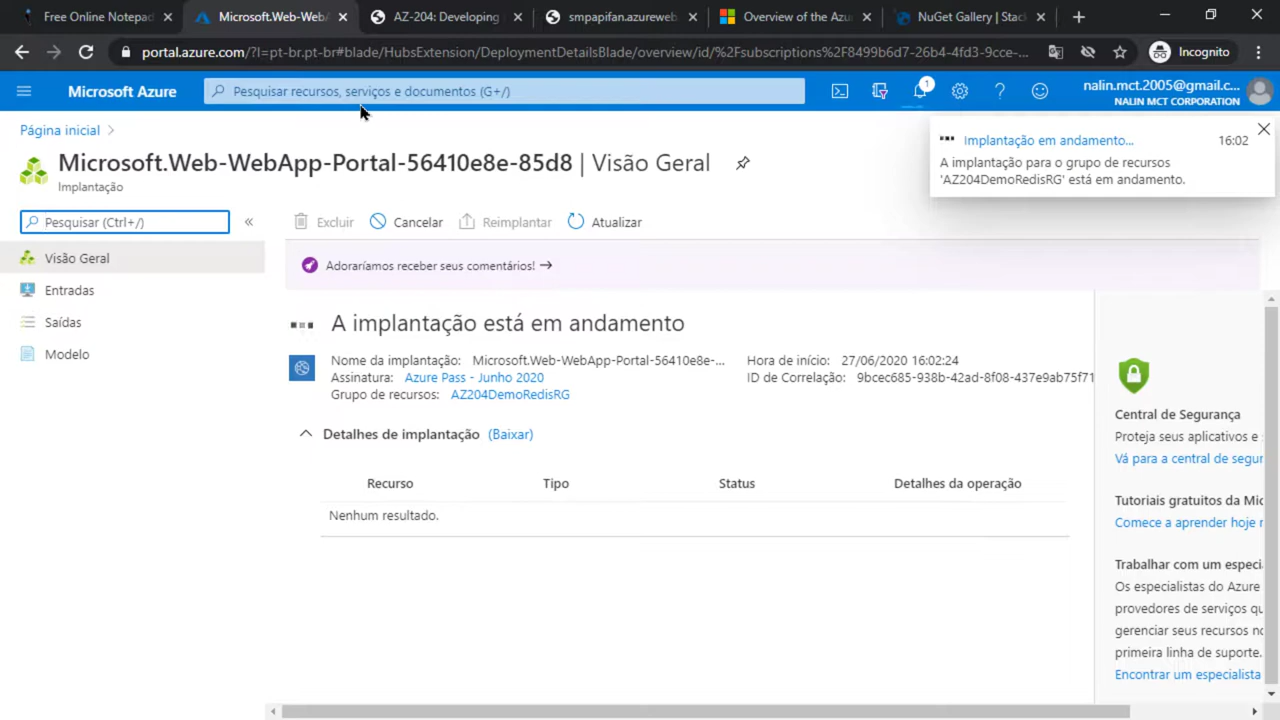 Free Online Notepad
Microsoft.Web-Web
AZ-204: Developing
smpapifan.azureweb
Overview of the Azu
NuGet Gallery | Stac
portal.azure.com/?l=pt-br.pt-br#blade/HubsExtension/DeploymentDetailsBlade/overview/id/%2Fsubscriptions%2F8499b6d7-26b4-4fd3-9cce-...
Incognito
Microsoft Azure
Pesquisar recursos, serviços e documentos (G+/)
1
nalin.mct.2005@gmail.c...
NALIN MCT CORPORATION
Página inicial
Implantação em andamento...
16:02
A implantação para o grupo de recursos
'AZ204DemoRedisRG' está em andamento.
Microsoft.Web-WebApp-Portal-56410e8e-85d8 | Visão Geral
Implantação
Pesquisar (Ctrl+/)
«
Excluir
Cancelar
Reimplantar
Atualizar
Visão Geral
Entradas
Saídas
Modelo
Adoraríamos receber seus comentários! →
A implantação está em andamento
Nome da implantação: Microsoft.Web-WebApp-Portal-56410e8e-...
Assinatura: Azure Pass - Junho 2020
Grupo de recursos: AZ204DemoRedisRG
Hora de início: 27/06/2020 16:02:24
ID de Correlação: 9bcec685-938b-42ad-8f08-437e9ab75f71
Detalhes de implantação (Baixar)
Recurso Tipo Status Detalhes da operação
Nenhum resultado.
Central de Segurança
Proteja seus aplicativos e
Vá para a central de segur
Tutoriais gratuitos da Mic
Comece a aprender hoje
Trabalhar com um especi
Os especialistas do Azure
provedores de serviços qu
gerenciar seus recursos no
primeira linha de suporte.
Encontrar um especialista